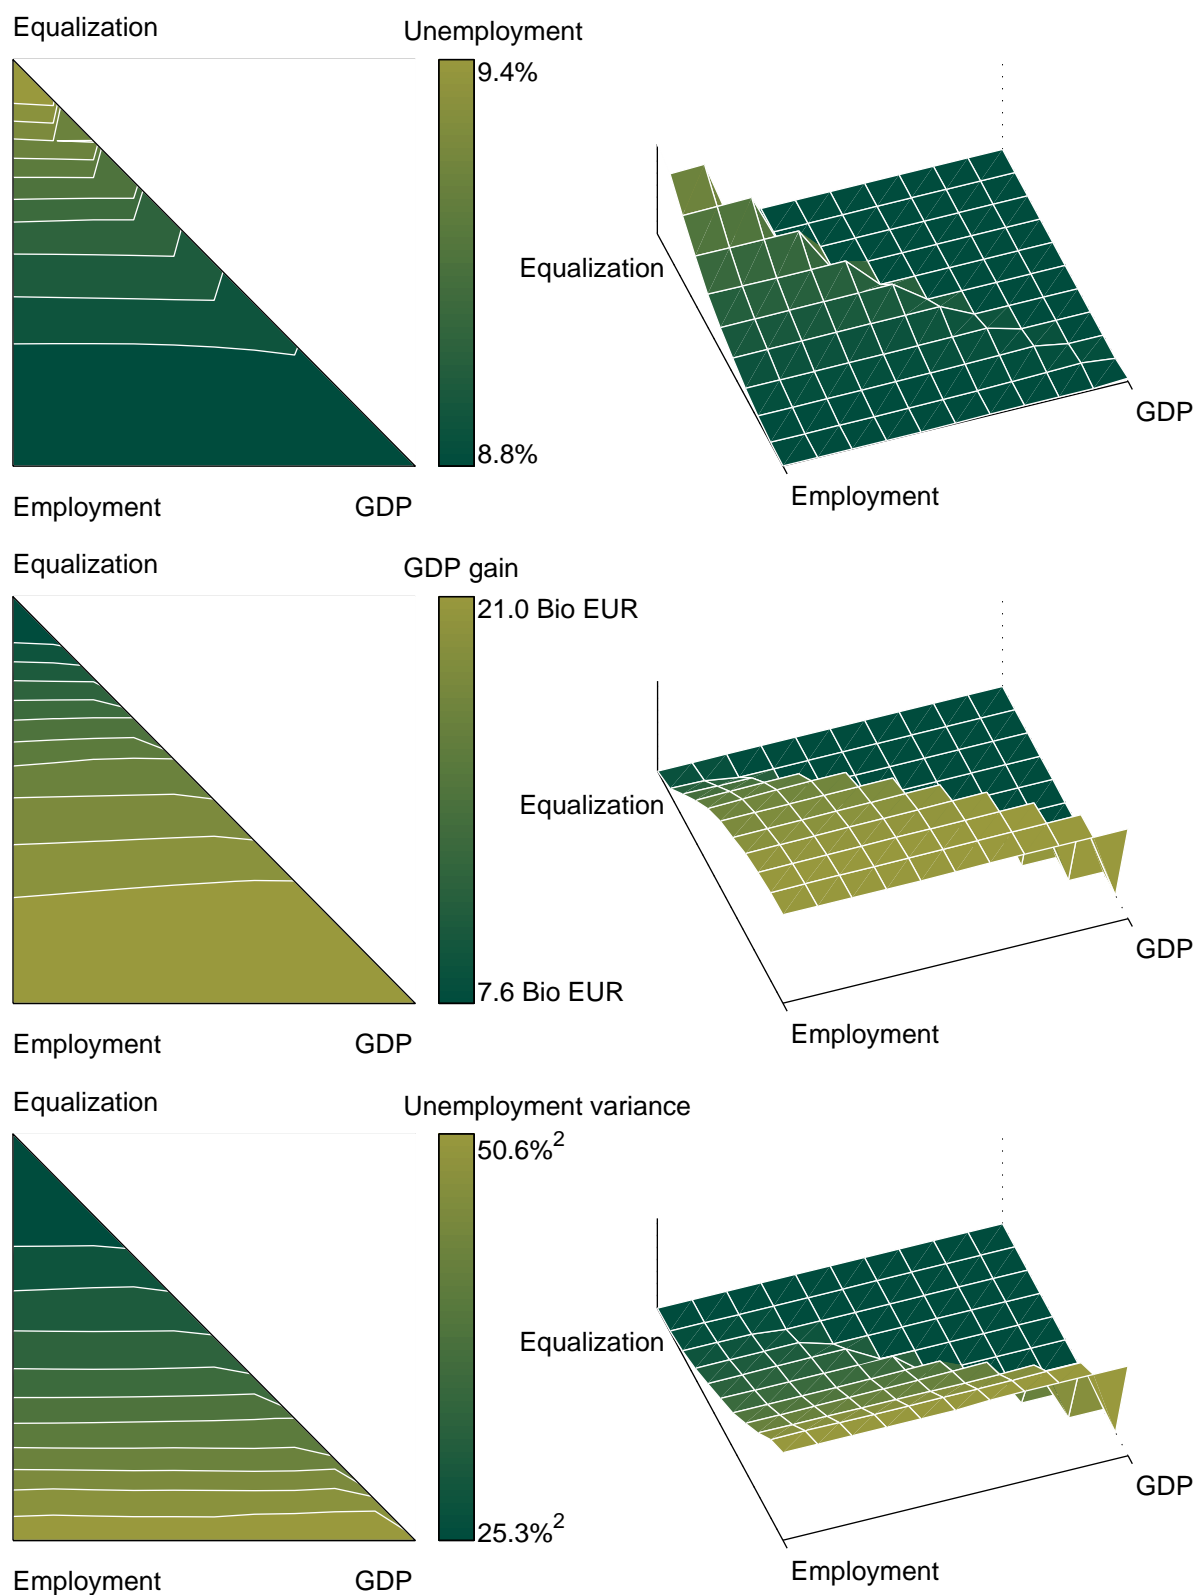 Equalization
Unemployment
9.4%
8.8%
Employment
GDP
Equalization
GDP
Employment
Equalization
GDP gain
21.0 Bio EUR
7.6 Bio EUR
Employment
GDP
Equalization
GDP
Employment
Equalization
Unemployment variance
50.6%²
25.3%²
Employment
GDP
Equalization
GDP
Employment